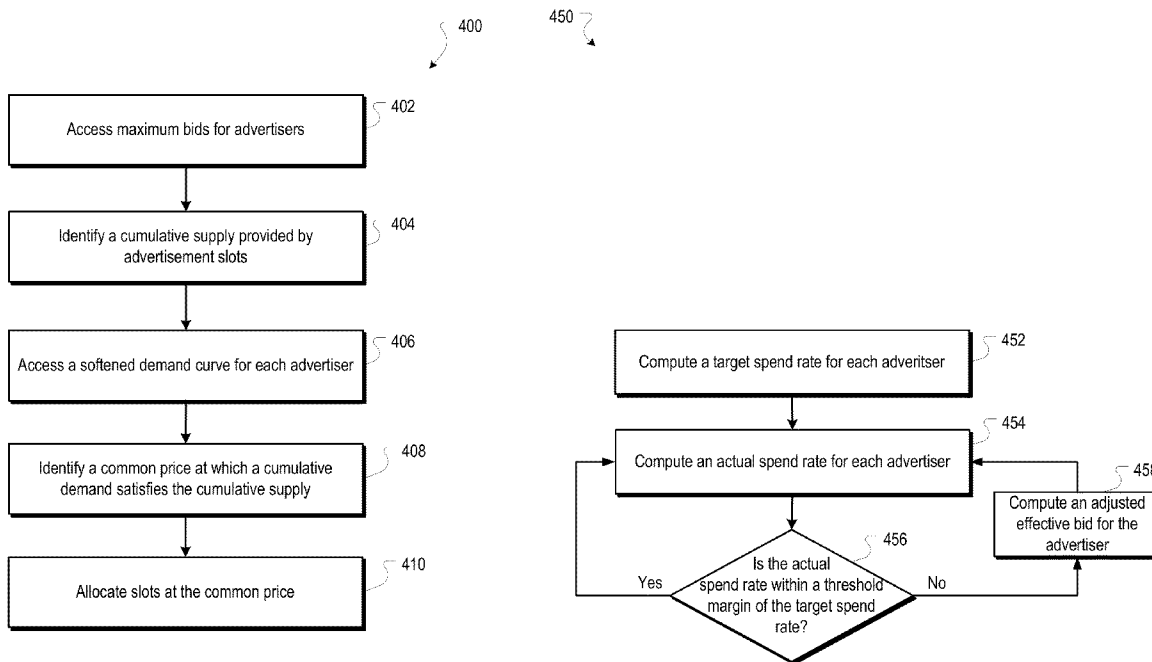 400
402
Access maximum bids for advertisers
404
Identify a cumulative supply provided by
advertisement slots
406
Access a softened demand curve for each advertiser
408
Identify a common price at which a cumulative
demand satisfies the cumulative supply
410
Allocate slots at the common price
450
452
Compute a target spend rate for each adveritser
454
Compute an actual spend rate for each advertiser
456
Is the actual
spend rate within a threshold
margin of the target spend
rate?
Yes
No
458
Compute an adjusted
effective bid for the
advertiser